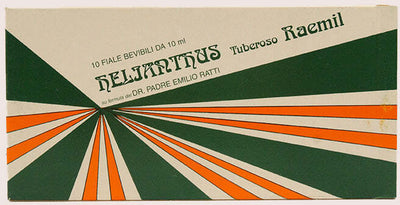 10 FIALE BEVIBILI DA 10 ml
HELIANTHUS Tuberoso Raemil
su formula del DR. PADRE EMILIO RATTI